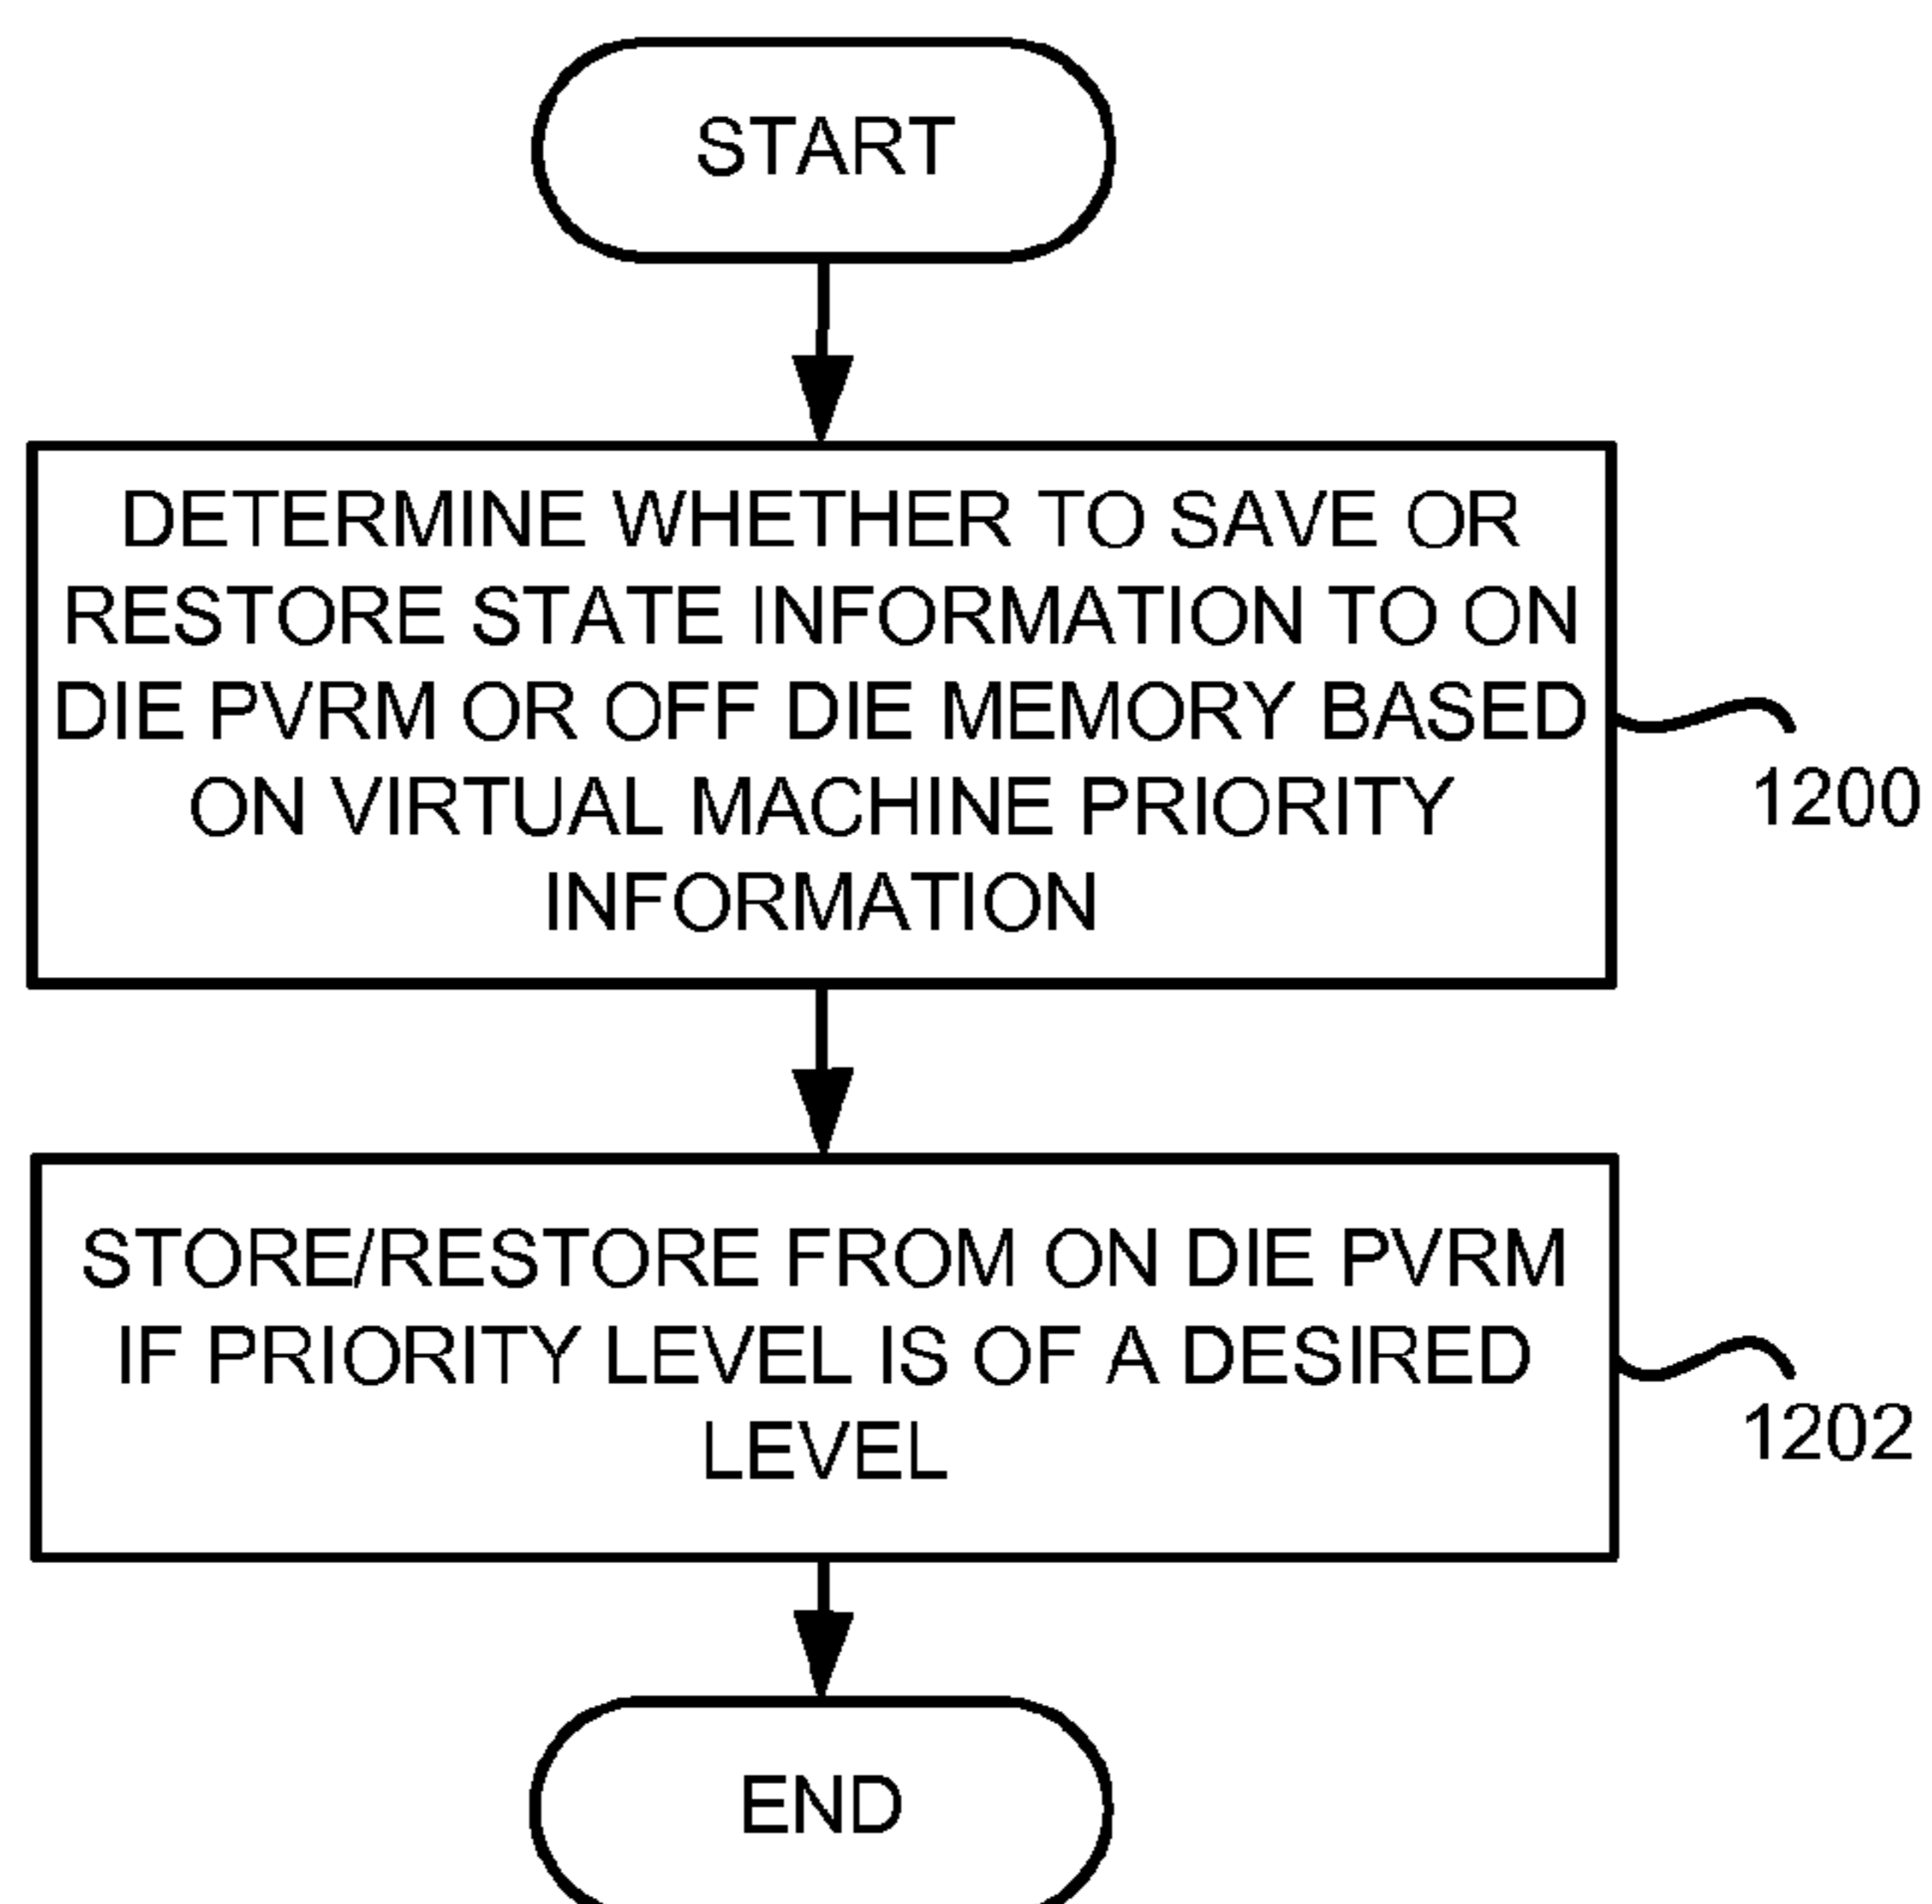 START
DETERMINE WHETHER TO SAVE OR
RESTORE STATE INFORMATION TO ON
DIE PVRM OR OFF DIE MEMORY BASED
ON VIRTUAL MACHINE PRIORITY
INFORMATION
1200
STORE/RESTORE FROM ON DIE PVRM
IF PRIORITY LEVEL IS OF A DESIRED
LEVEL
1202
END